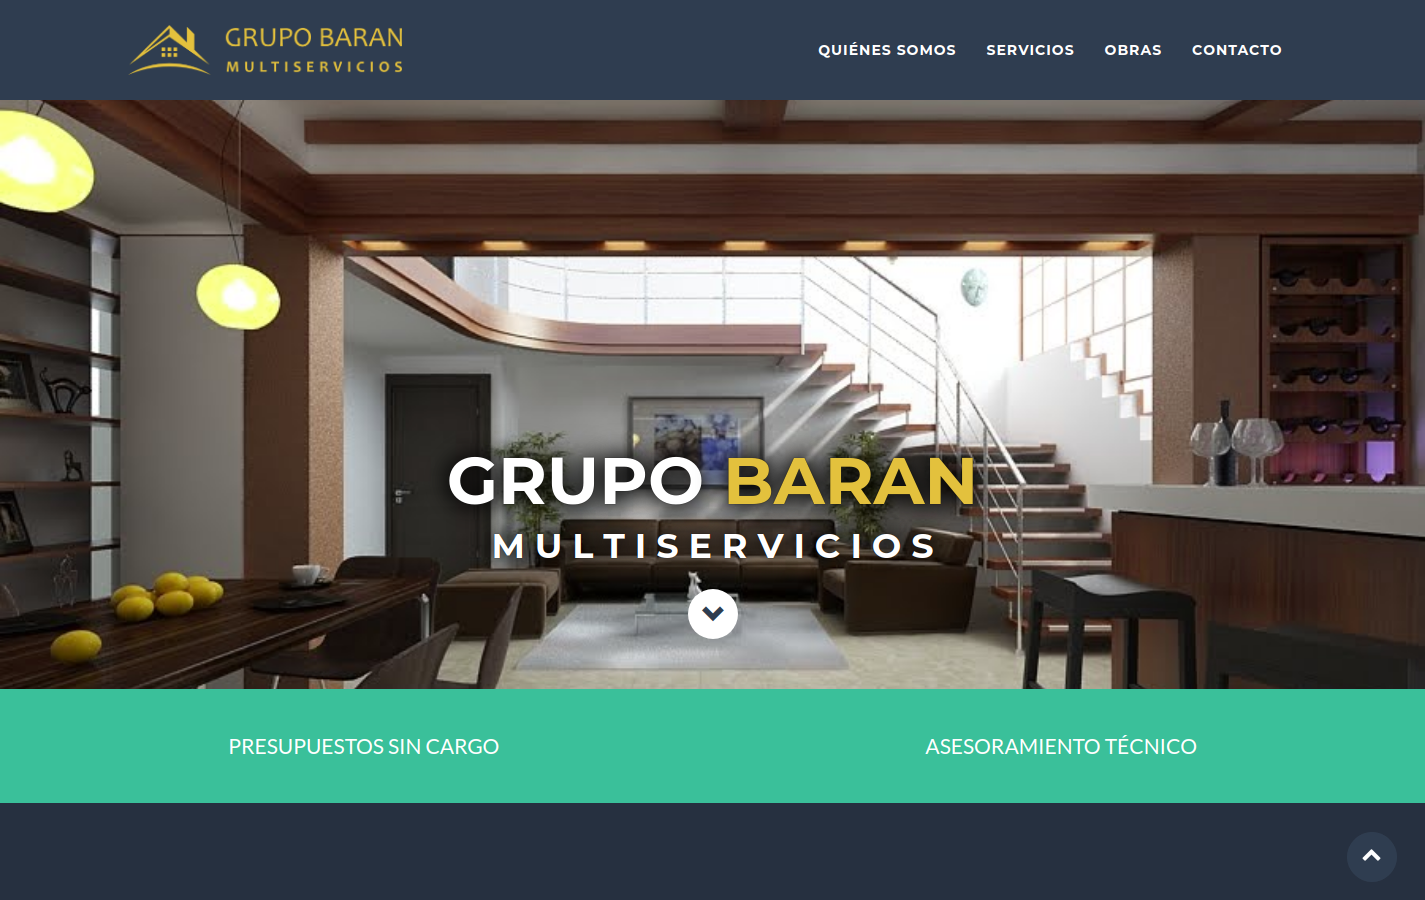 GRUPO BARAN
MULTISERVICIOS
QUIÉNES SOMOS SERVICIOS OBRAS CONTACTO
GRUPO BARAN
MULTISERVICIOS
PRESUPUESTOS SIN CARGO
ASESORAMIENTO TÉCNICO